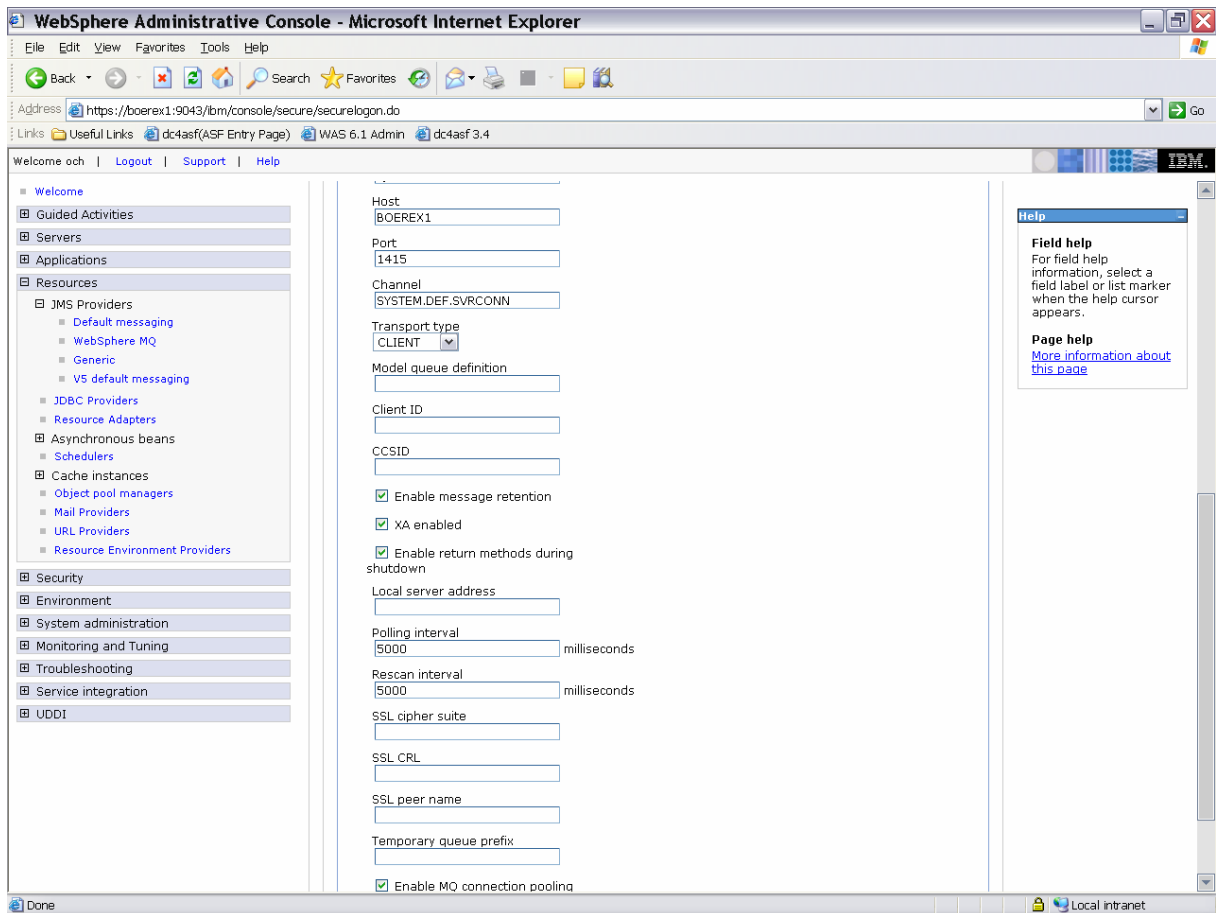 WebSphere Administrative Console - Microsoft Internet Explorer
File Edit View Favorites Tools Help
Back Search Favorites
Address https://boerex1:9043/ibm/console/secure/securelogon.do Go
Links Useful Links dc4asf(ASF Entry Page) WAS 6.1 Admin dc4asf 3.4
Welcome och | Logout | Support | Help IBM.
Welcome
Guided Activities
Servers
Applications
Resources
JMS Providers
Default messaging
WebSphere MQ
Generic
V5 default messaging
JDBC Providers
Resource Adapters
Asynchronous beans
Schedulers
Cache instances
Object pool managers
Mail Providers
URL Providers
Resource Environment Providers
Security
Environment
System administration
Monitoring and Tuning
Troubleshooting
Service integration
UDDI
Host
BOEREX1
Port
1415
Channel
SYSTEM.DEF.SVRCONN
Transport type
CLIENT
Model queue definition
Client ID
CCSID
Enable message retention
XA enabled
Enable return methods during
shutdown
Local server address
Polling interval
5000 milliseconds
Rescan interval
5000 milliseconds
SSL cipher suite
SSL CRL
SSL peer name
Temporary queue prefix
Enable MQ connection pooling
Help
Field help
For field help
information, select a
field label or list marker
when the help cursor
appears.
Page help
More information about
this page
Done Local intranet